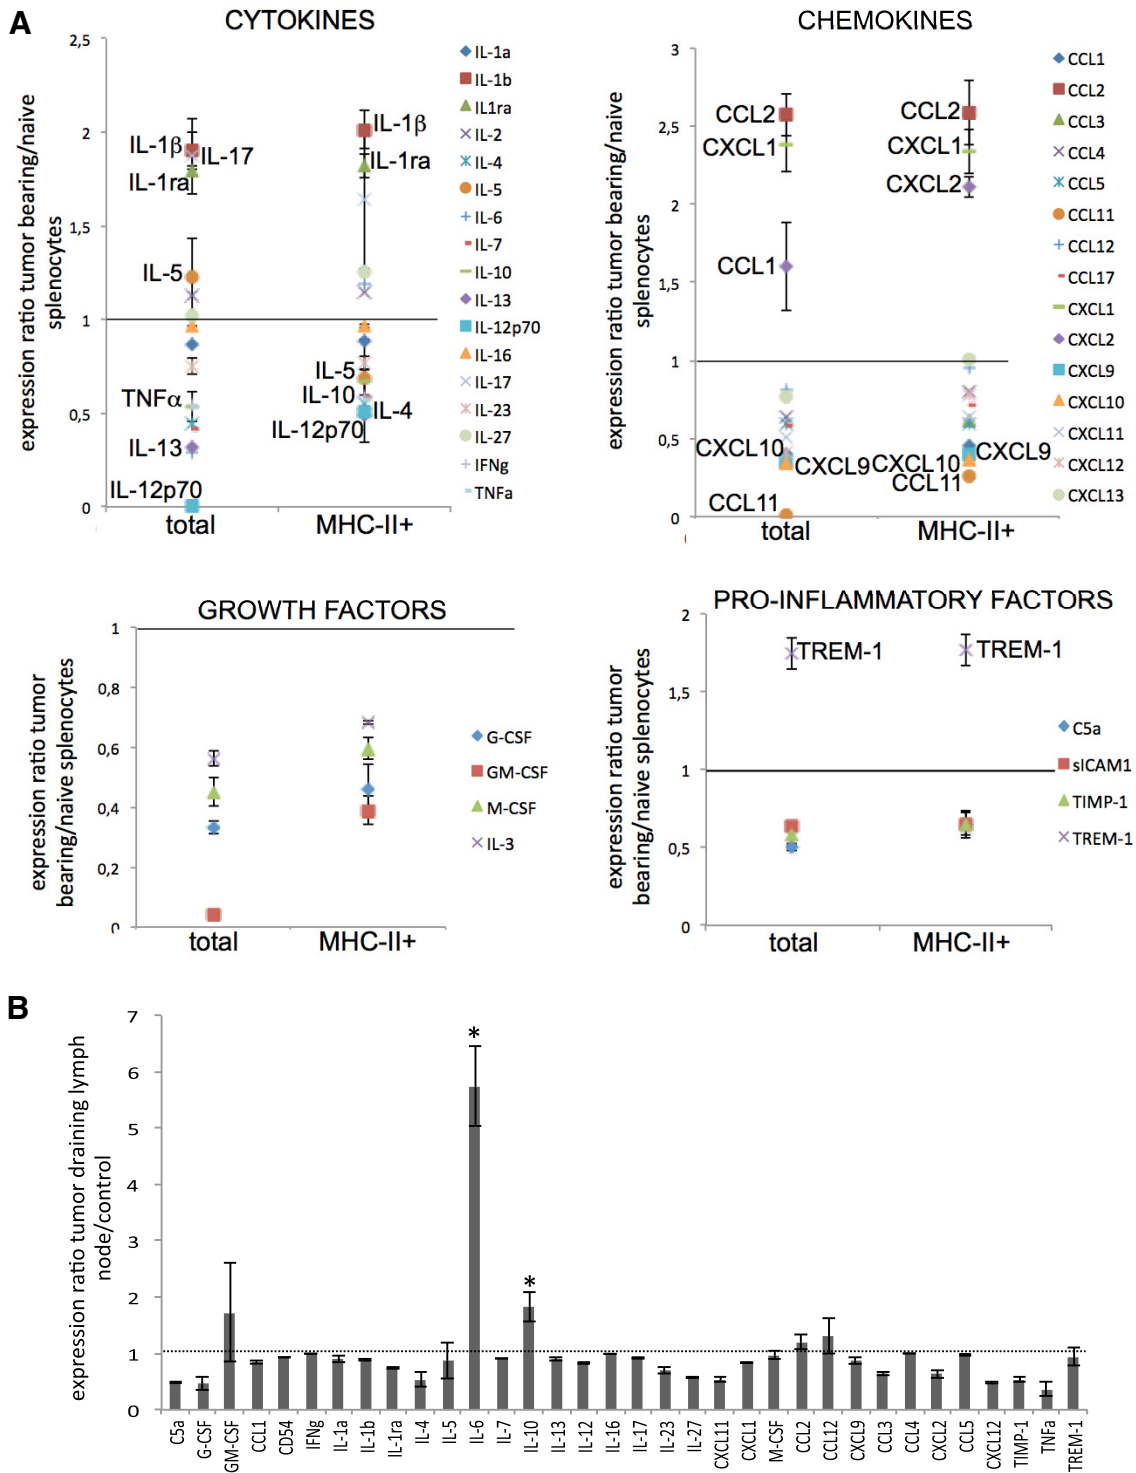 A
CYTOKINES
expression ratio tumor bearing/naive
splenocytes
2,5
2
1,5
1
0,5
0
IL-1β
IL-17
IL-1ra
IL-5
TNFα
IL-13
IL-12p70
IL-1β
IL-1ra
IL-5
IL-10
IL-4
IL-12p70
total
MHC-II+
IL-1a
IL-1b
IL1ra
IL-2
IL-4
IL-5
IL-6
IL-7
IL-10
IL-13
IL-12p70
IL-16
IL-17
IL-23
IL-27
IFNg
TNFa
CHEMOKINES
expression ratio tumor bearing/naive
splenocytes
3
2,5
2
1,5
1
0,5
0
CCL2
CXCL1
CCL1
CXCL10
CXCL9
CCL11
CCL2
CXCL1
CXCL2
CXCL9
CXCL10
CCL11
total
MHC-II+
CCL1
CCL2
CCL3
CCL4
CCL5
CCL11
CCL12
CCL17
CXCL1
CXCL2
CXCL9
CXCL10
CXCL11
CXCL12
CXCL13
GROWTH FACTORS
expression ratio tumor
bearing/naive splenocytes
1
0,8
0,6
0,4
0,2
0
total
MHC-II+
G-CSF
GM-CSF
M-CSF
IL-3
PRO-INFLAMMATORY FACTORS
expression ratio tumor
bearing/naive splenocytes
2
1,5
1
0,5
0
TREM-1
TREM-1
total
MHC-II+
C5a
sICAM1
TIMP-1
TREM-1
B
expression ratio tumor draining lymph
node/control
7
6
5
4
3
2
1
0
*
*
C5a
G-CSF
GM-CSF
CCL1
CD54
IFNg
IL-1a
IL-1b
IL-1ra
IL-4
IL-5
IL-6
IL-7
IL-10
IL-13
IL-12
IL-16
IL-17
IL-23
IL-27
CXCL11
CXCL1
M-CSF
CCL2
CCL12
CXCL9
CCL3
CCL4
CXCL2
CCL5
CXCL12
TIMP-1
TNFa
TREM-1